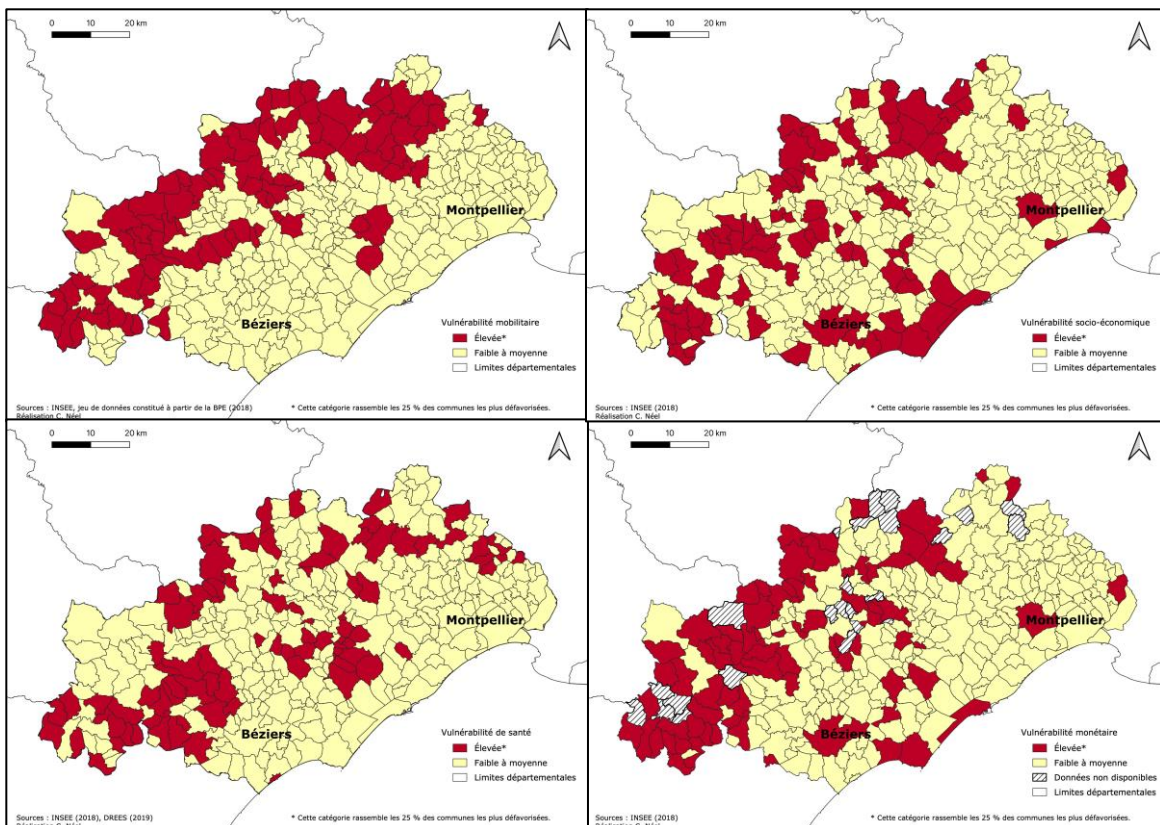 0 10 20 km
Montpellier
Béziers
Vulnérabilité mobilitaire
Élevée*
Faible à moyenne
Limites départementales
Sources : INSEE, jeu de données constitué à partir de la BPE (2018)
Réalisation C. Néel
* Cette catégorie rassemble les 25 % des communes les plus défavorisées.
0 10 20 km
Montpellier
Béziers
Vulnérabilité socio-économique
Élevée*
Faible à moyenne
Limites départementales
Sources : INSEE (2018)
Réalisation C. Néel
* Cette catégorie rassemble les 25 % des communes les plus défavorisées.
0 10 20 km
Montpellier
Béziers
Vulnérabilité de santé
Élevée*
Faible à moyenne
Limites départementales
Sources : INSEE (2018), DREES (2019)
Réalisation C. Néel
* Cette catégorie rassemble les 25 % des communes les plus défavorisées.
0 10 20 km
Montpellier
Béziers
Vulnérabilité monétaire
Élevée*
Faible à moyenne
Données non disponibles
Limites départementales
Sources : INSEE (2018)
Réalisation C. Néel
* Cette catégorie rassemble les 25 % des communes les plus défavorisées.